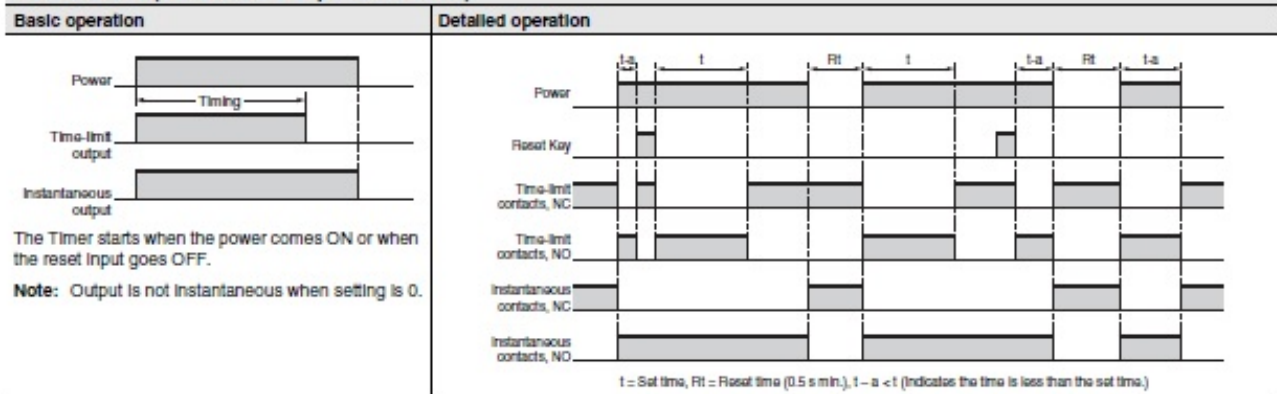 Basic operation
Detailed operation
Power
Timing
Time-limit
output
Instantaneous
output
The Timer starts when the power comes ON or when
the reset input goes OFF.
Note: Output is not instantaneous when setting is 0.
t-a
t
Rt
t
t-a
Rt
t-a
Power
Reset Key
Time-limit
contacts, NC
Time-limit
contacts, NO
Instantaneous
contacts, NC
Instantaneous
contacts, NO
t = Set time, Rt = Reset time (0.5 s min.), t – a < t (Indicates the time is less than the set time.)